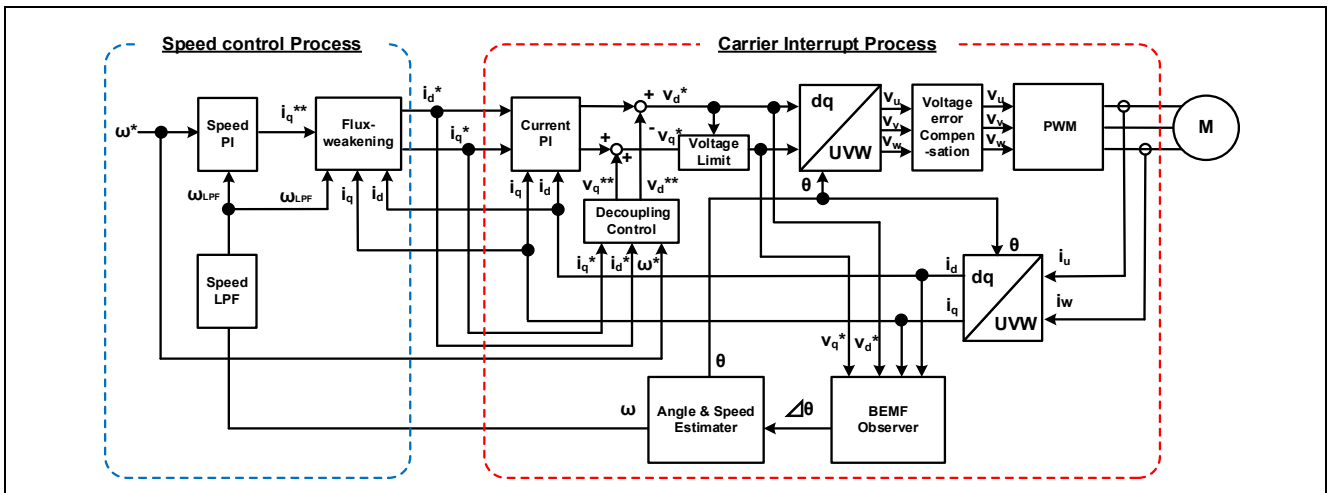 Speed control Process
Carrier Interrupt Process
ω*
Speed
PI
iq**
Flux-
weakening
id*
iq*
Current
PI
+
vd*
-
+
vq*
+
Voltage
Limit
dq
UVW
vu
vv
vw
Voltage
error
Compen
-sation
vu
vv
vw
PWM
M
ωLPF
ωLPF
iq
id
iq
id
vq**
vd**
Decoupling
Control
θ
θ
Speed
LPF
iq*
id*
ω*
id
iq
dq
UVW
iu
iw
θ
vq*
vd*
ω
Angle & Speed
Estimater
⊿θ
BEMF
Observer